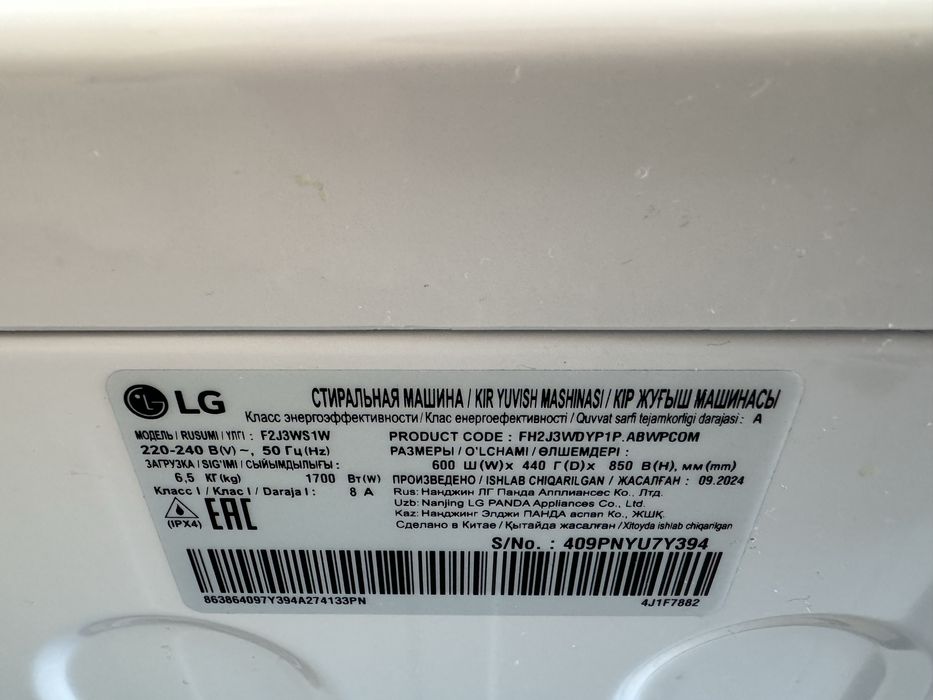 LG
СТИРАЛЬНАЯ МАШИНА / KIR YUVISH MASHINASI / КІР ЖУҒЫШ МАШИНАСЫ
Класс энергоэффективности / Клас енергоефективності / Quvvat sarfi tejamkorligi darajasi : A
МОДЕЛЬ / RUSUMI / ҮЛГІ : F2J3WS1W
220-240 В(V) ~, 50 Гц (Hz)
ЗАГРУЗКА / SIG'IMI / СЫЙЫМДЫЛЫҒЫ :
6,5 КГ (kg) 1700 Вт(W)
Класс I / Клас I / Daraja I : 8 A
(IPX4) EAC
PRODUCT CODE : FH2J3WDYP1P.ABWPCOM
РАЗМЕРЫ / O'LCHAMI / ӨЛШЕМДЕРІ :
600 Ш(W)x 440 Г(D)x 850 В(H), мм (mm)
ПРОИЗВЕДЕНО / ISHLAB CHIQARILGAN / ЖАСАЛҒАН : 09.2024
Rus: Нанджин ЛГ Панда Апплиансес Ко., Лтд.
Uzb: Nanjing LG PANDA Appliances Co., Ltd.
Kaz: Нанджинг Элджи ПАНДА аспап Ко., ЖШҚ.
Сделано в Китае / Қытайда жасалған / Xitoyda ishlab chiqarilgan
S/No. : 409PNYU7Y394
863864097Y394A274133PN 4J1F7882